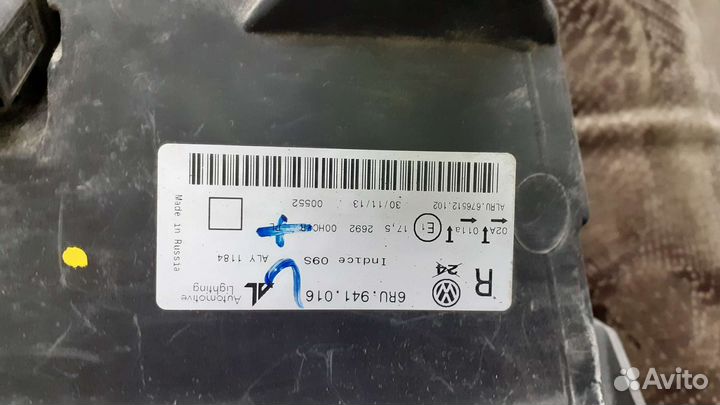 R 24
6RU.941.016
Automotive
Lighting
AL
Indice 09S
ALY 1184
02A 011a E1 17,5 2692
ALRU.676512.102 30/11/13 00552
Made in Russia
Avito